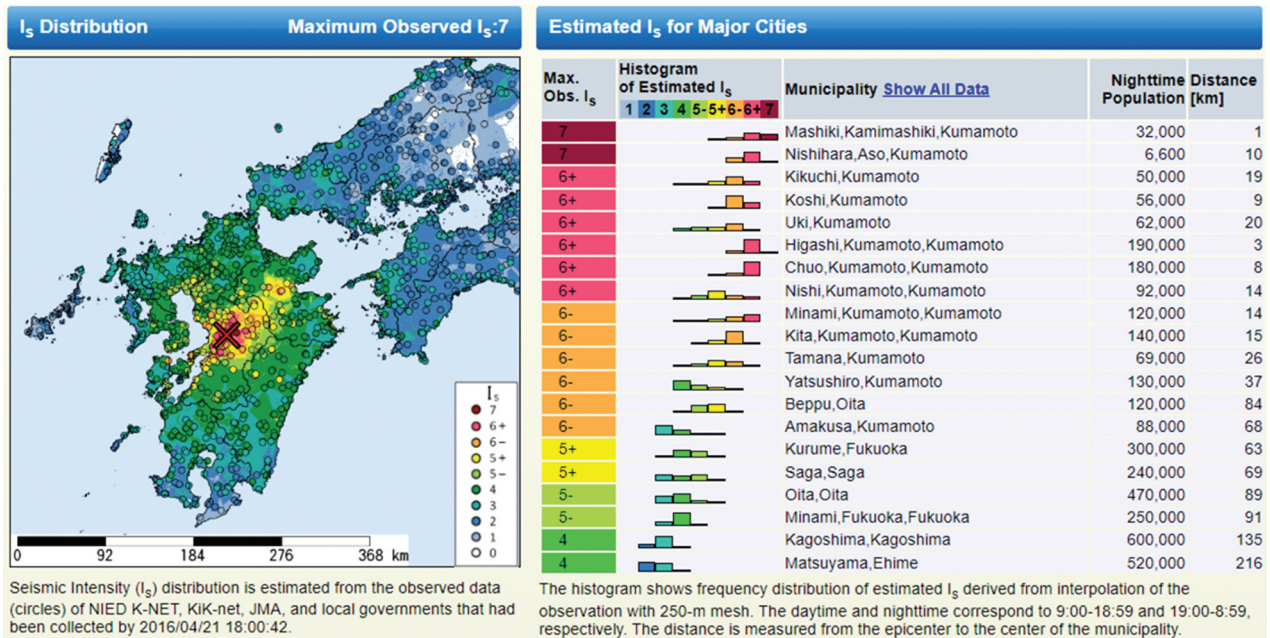 Is Distribution Maximum Observed Is:7
I5
7
6+
6-
5+
5-
4
3
2
1
0
0 92 184 276 368 km
Seismic Intensity (Is) distribution is estimated from the observed data
(circles) of NIED K-NET, KiK-net, JMA, and local governments that had
been collected by 2016/04/21 18:00:42.
Estimated Is for Major Cities
Max. Obs. Is Histogram of Estimated Is Municipality Show All Data Nighttime Population Distance [km]
1 2 3 4 5- 5+ 6- 6+ 7
7 Mashiki,Kamimashiki,Kumamoto 32,000 1
7 Nishihara,Aso,Kumamoto 6,600 10
6+ Kikuchi,Kumamoto 50,000 19
6+ Koshi,Kumamoto 56,000 9
6+ Uki,Kumamoto 62,000 20
6+ Higashi,Kumamoto,Kumamoto 190,000 3
6+ Chuo,Kumamoto,Kumamoto 180,000 8
6+ Nishi,Kumamoto,Kumamoto 92,000 14
6- Minami,Kumamoto,Kumamoto 120,000 14
6- Kita,Kumamoto,Kumamoto 140,000 15
6- Tamana,Kumamoto 69,000 26
6- Yatsushiro,Kumamoto 130,000 37
6- Beppu,Oita 120,000 84
6- Amakusa,Kumamoto 88,000 68
5+ Kurume,Fukuoka 300,000 63
5+ Saga,Saga 240,000 69
5- Oita,Oita 470,000 89
5- Minami,Fukuoka,Fukuoka 250,000 91
4 Kagoshima,Kagoshima 600,000 135
4 Matsuyama,Ehime 520,000 216
The histogram shows frequency distribution of estimated Is derived from interpolation of the
observation with 250-m mesh. The daytime and nighttime correspond to 9:00-18:59 and 19:00-8:59,
respectively. The distance is measured from the epicenter to the center of the municipality.